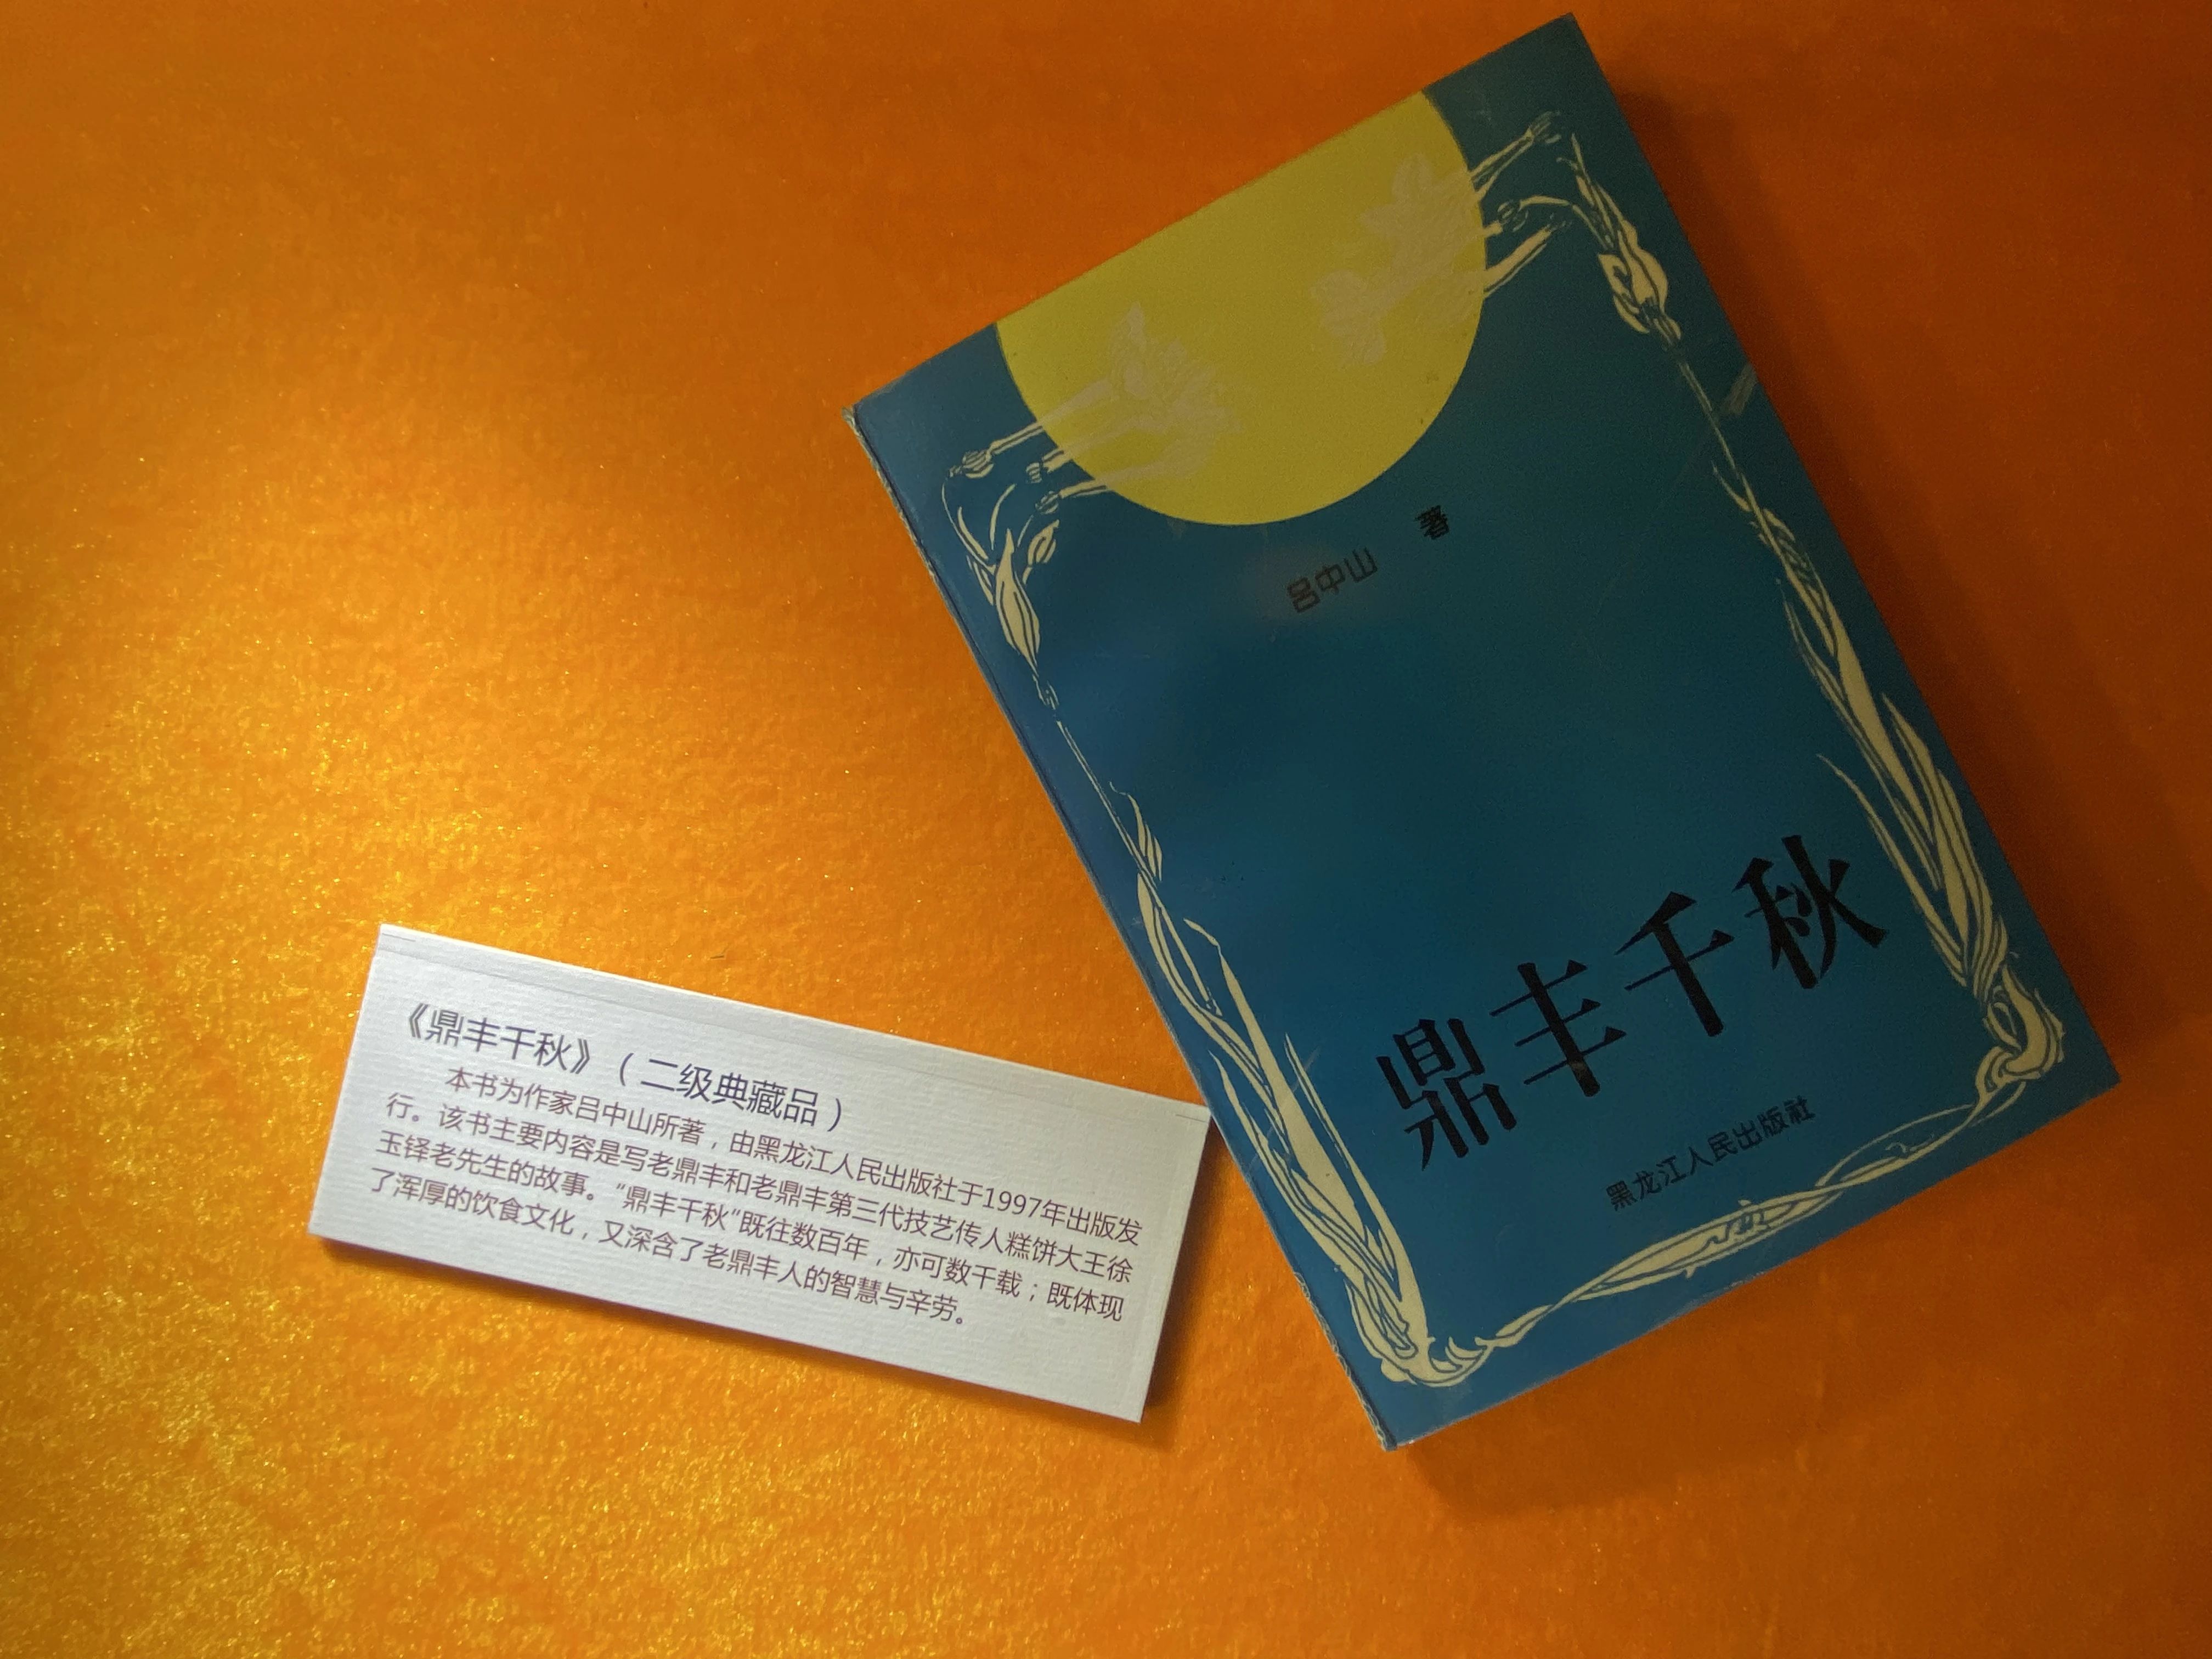 《鼎丰千秋》（二级典藏品）
本书为作家吕中山所著，由黑龙江人民出版社于1997年出版发
行。该书主要内容是写老鼎丰和老鼎丰第三代技艺传人糕饼大王徐
玉铎老先生的故事。“鼎丰千秋”既往数百年，亦可数千载；既体现
了浑厚的饮食文化，又深含了老鼎丰人的智慧与辛劳。
吕中山 著
鼎丰千秋
黑龙江人民出版社